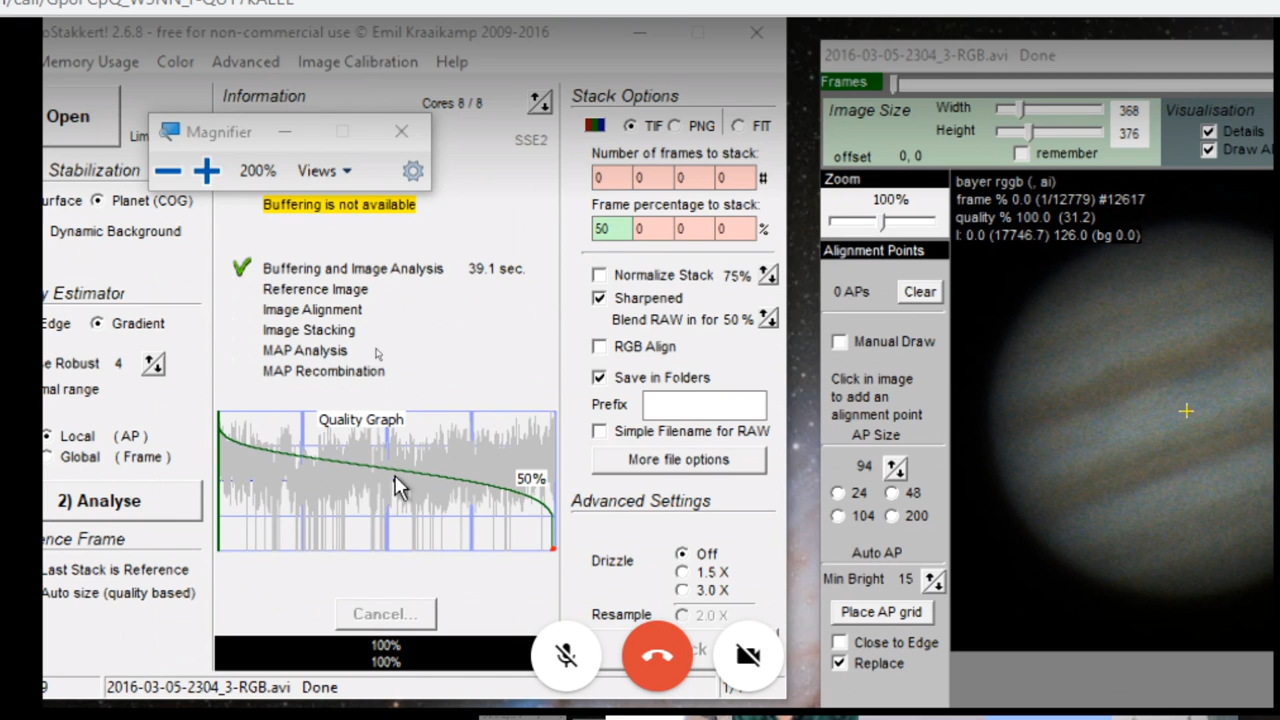 oStakkert! 2.6.8 - free for non-commercial use © Emil Kraaikamp 2009-2016
Memory Usage Color Advanced Image Calibration Help
Open
Stabilization
urface Planet (COG)
Dynamic Background
y Estimator
Edge Gradient
e Robust 4
mal range
Local (AP)
Global (Frame)
2) Analyse
ence Frame
Last Stack is Reference
Auto size (quality based)
Information
Cores 8 / 8
SSE2
Magnifier
200% Views
Buffering is not available
Buffering and Image Analysis 39.1 sec.
Reference Image
Image Alignment
Image Stacking
MAP Analysis
MAP Recombination
Quality Graph
50%
Cancel...
100%
100%
9 2016-03-05-2304_3-RGB.avi Done
Stack Options
TIF PNG FIT
Number of frames to stack:
0 0 0 0 #
Frame percentage to stack:
50 0 0 0 %
Normalize Stack 75%
Sharpened
Blend RAW in for 50 %
RGB Align
Save in Folders
Prefix
Simple Filename for RAW
More file options
Advanced Settings
Drizzle Off
1.5 X
3.0 X
Resample 2.0 X
ck
2016-03-05-2304_3-RGB.avi Done
Frames
Image Size Width 368
Height 376
offset 0, 0 remember
Visualisation
Details
Draw A
Zoom
100%
Alignment Points
0 APs Clear
Manual Draw
Click in image
to add an
alignment point
AP Size
94
24 48
104 200
Auto AP
Min Bright 15
Place AP grid
Close to Edge
Replace
bayer rggb (, ai)
frame % 0.0 (1/12779) #12617
quality % 100.0 (31.2)
l: 0.0 (17746.7) 126.0 (bg 0.0)